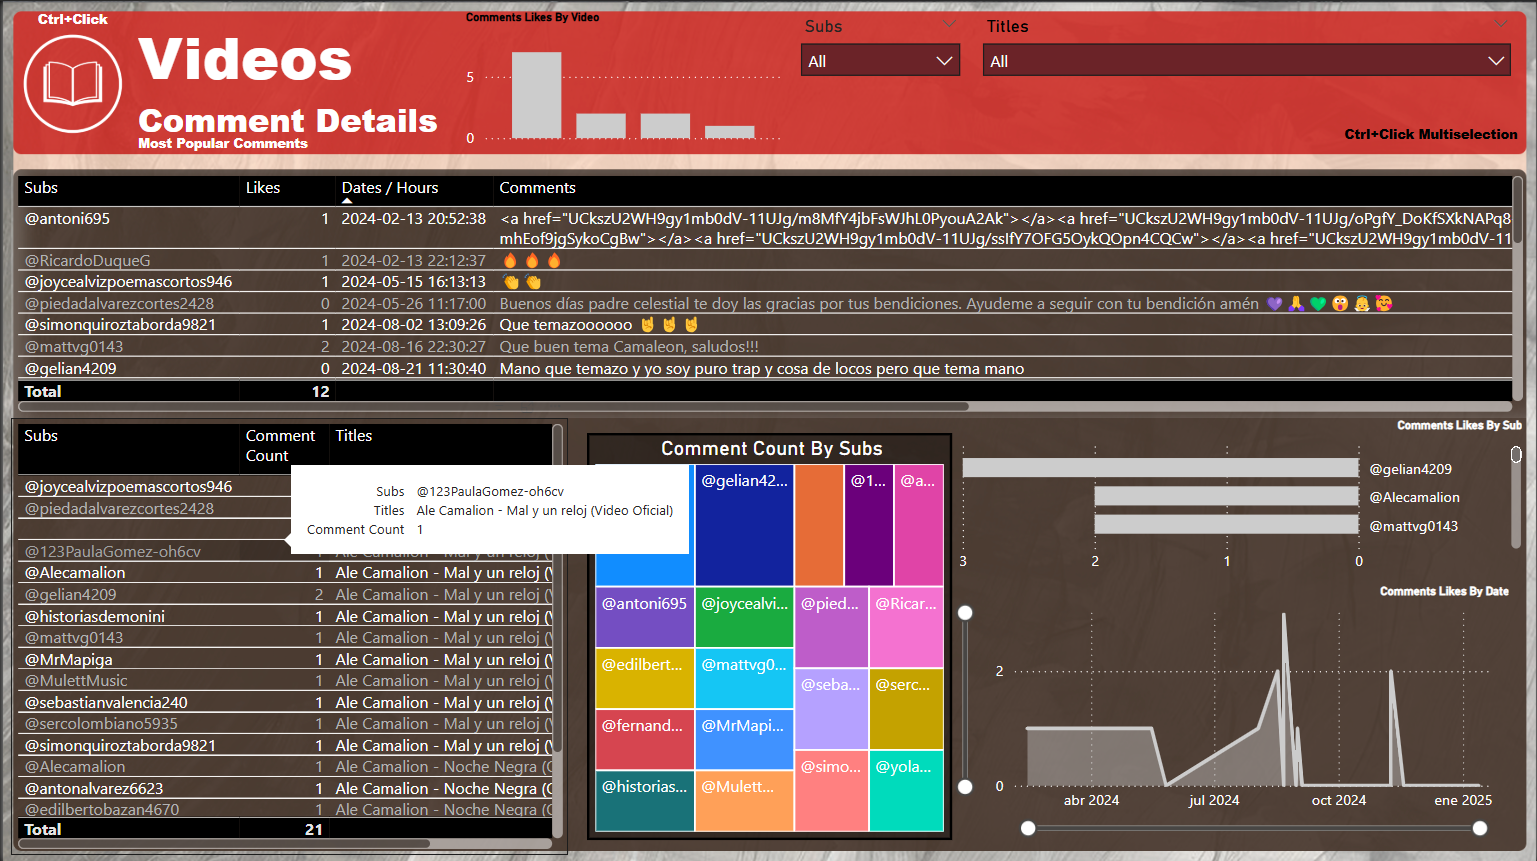 Ctrl+Click
Videos
Comment Details
Most Popular Comments
Comments Likes By Video
5
0
Subs
All
Titles
All
Ctrl+Click Multiselection
Subs Likes Dates / Hours Comments
@antoni695 1 2024-02-13 20:52:38 <a href="UCkszU2WH9gy1mb0dV-11UJg/m8MfY4jbFsWJhL0PyouA2Ak"></a><a href="UCkszU2WH9gy1mb0dV-11UJg/oPgfY_DoKfSXkNAPq8
mhEof9jgSykoCgBw"></a><a href="UCkszU2WH9gy1mb0dV-11UJg/ssIfY7OFG5OykQOpn4CQCw"></a><a href="UCkszU2WH9gy1mb0dV-11
@RicardoDuqueG 1 2024-02-13 22:12:37 🔥 🔥 🔥
@joycealvizpoemascortos946 1 2024-05-15 16:13:13 👏 👏
@piedadalvarezcortes2428 0 2024-05-26 11:17:00 Buenos días padre celestial te doy las gracias por tus bendiciones. Ayudeme a seguir con tu bendición amén 💜 🙏 💚 😲 👼 🥰
@simonquiroztaborda9821 1 2024-08-02 13:09:26 Que temazoooooo 🤘 🤘 🤘
@mattvg0143 2 2024-08-16 22:30:27 Que buen tema Camaleon, saludos!!!
@gelian4209 0 2024-08-21 11:30:40 Mano que temazo y yo soy puro trap y cosa de locos pero que tema mano
Total 12
Subs Comment Count Titles
@joycealvizpoemascortos946
@piedadalvarezcortes2428
Subs @123PaulaGomez-oh6cv
Titles Ale Camalion - Mal y un reloj (Video Oficial)
Comment Count 1
@123PaulaGomez-oh6cv 1 Ale Camalion - Mal y un reloj (V
@Alecamalion 1 Ale Camalion - Mal y un reloj (V
@gelian4209 2 Ale Camalion - Mal y un reloj (V
@historiasdemonini 1 Ale Camalion - Mal y un reloj (V
@mattvg0143 1 Ale Camalion - Mal y un reloj (V
@MrMapiga 1 Ale Camalion - Mal y un reloj (V
@MulettMusic 1 Ale Camalion - Mal y un reloj (V
@sebastianvalencia240 1 Ale Camalion - Mal y un reloj (V
@sercolombiano5935 1 Ale Camalion - Mal y un reloj (V
@simonquiroztaborda9821 1 Ale Camalion - Mal y un reloj (V
@Alecamalion 1 Ale Camalion - Noche Negra (O
@antonalvarez6623 1 Ale Camalion - Noche Negra (O
@edilbertobazan4670 1 Ale Camalion - Noche Negra (O
Total 21
Comment Count By Subs
@gelian42...
@1...
@a...
@antoni695
@joycealvi...
@pied...
@Ricar...
@edilbert...
@mattvg0...
@seba...
@serc...
@fernand...
@MrMapi...
@simo...
@yola...
@historias...
@Mulett...
Comments Likes By Sub
@gelian4209
@Alecamalion
@mattvg0143
3 2 1 0
Comments Likes By Date
2
0
abr 2024 jul 2024 oct 2024 ene 2025